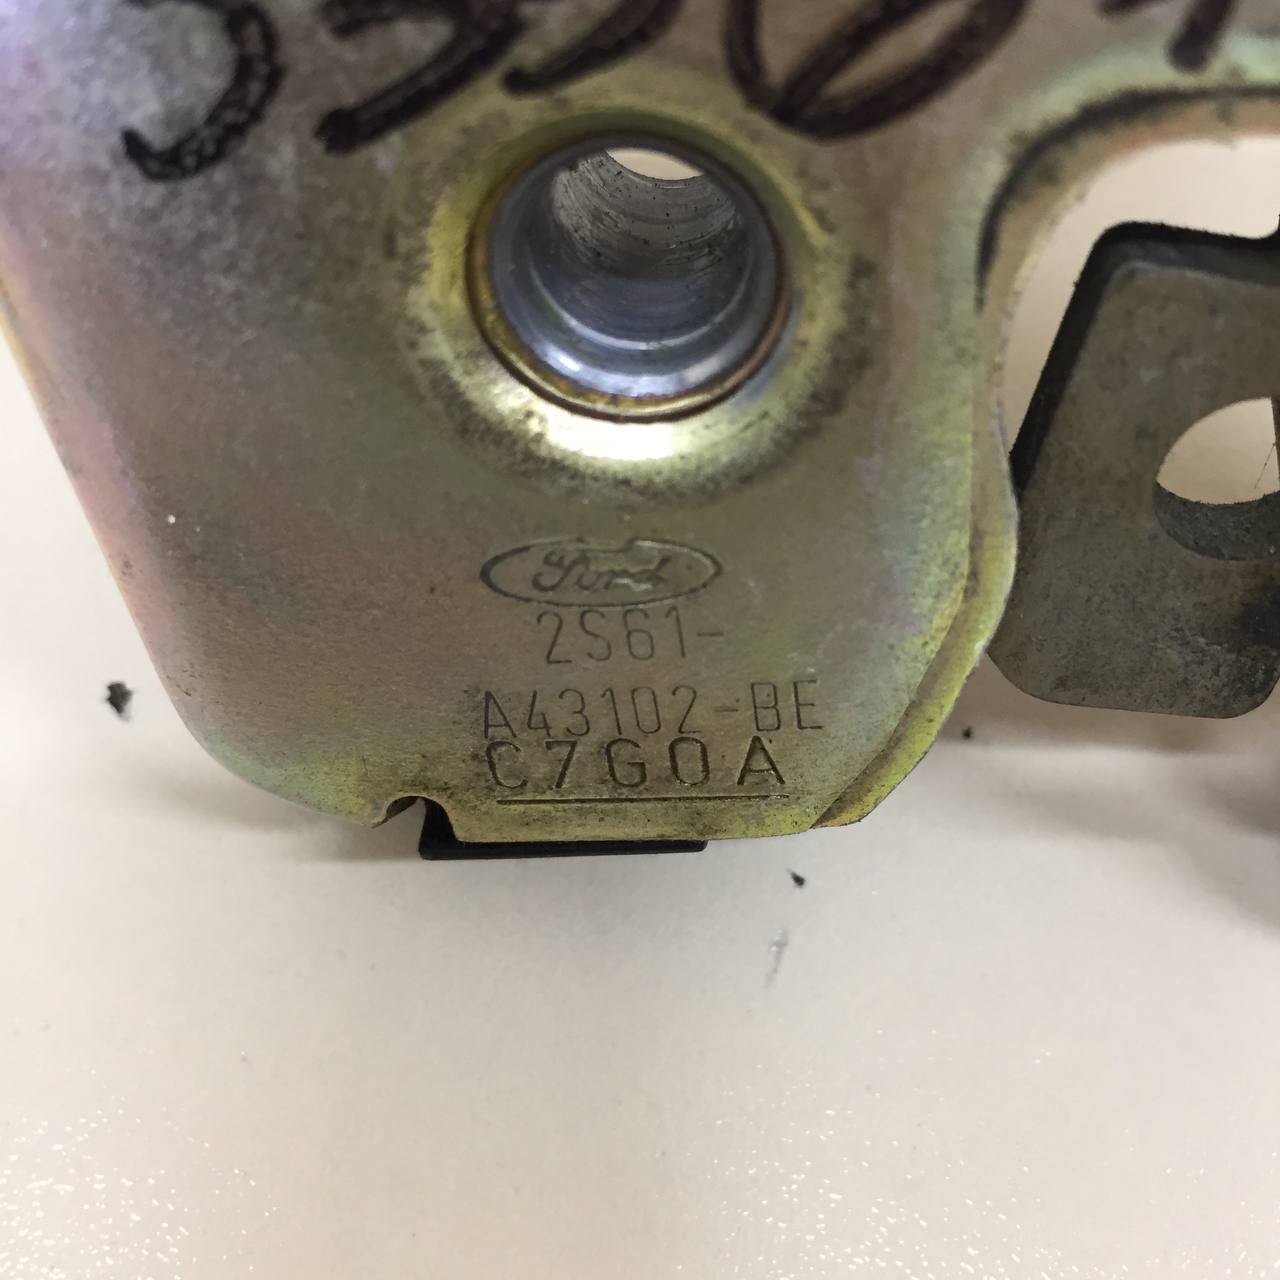 Ford
2S61-
A43102-BE
C7G0A